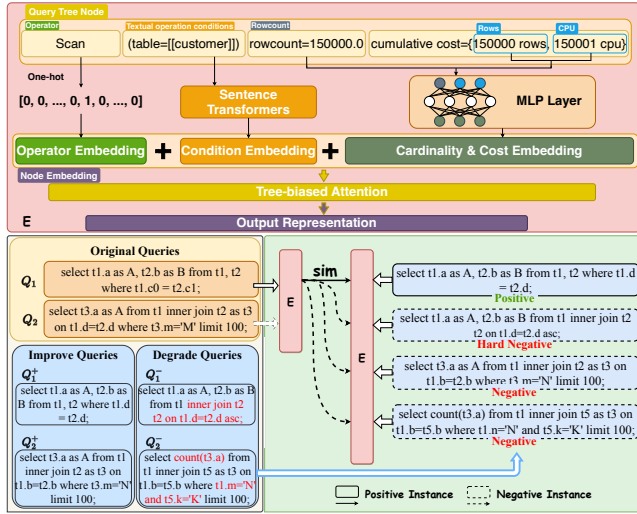 Query Tree Node
Operator
Textual operation conditions
Rowcount
Rows
CPU
Scan
(table=[[customer]])
rowcount=150000.0
cumulative cost={150000 rows, 150001 cpu}
One-hot
[0, 0, ..., 0, 1, 0, ..., 0]
Sentence
Transformers
MLP Layer
Operator Embedding
+
Condition Embedding
+
Cardinality & Cost Embedding
Node Embedding
Tree-biased Attention
E
Output Representation
Original Queries
Q1
select t1.a as A, t2.b as B from t1, t2
where t1.c0 = t2.c1;
Q2
select t3.a as A from t1 inner join t2 as t3
on t1.d=t2.d where t3.m='M' limit 100;
Improve Queries
Q1+
select t1.a as A, t2.b as
B from t1, t2 where t1.d
= t2.d;
Q2+
select t3.a as A from t1
inner join t2 as t3 on
t1.b=t2.b where t3.m='N'
limit 100;
Degrade Queries
Q1-
select t1.a as A, t2.b as B
from t1 inner join t2
t2 on t1.d=t2.d asc;
Q2-
select count(t3.a) from
t1 inner join t5 as t3 on
t1.b=t5.b where t1.m='N'
and t5.k='K' limit 100;
E
sim
E
select t1.a as A, t2.b as B from t1, t2 where t1.d
= t2.d;
Positive
select t1.a as A, t2.b as B from t1 inner join t2
t2 on t1.d=t2.d asc;
Hard Negative
select t3.a as A from t1 inner join t2 as t3 on
t1.b=t2.b where t3.m='N' limit 100;
Negative
select count(t3.a) from t1 inner join t5 as t3 on
t1.b=t5.b where t1.n='N' and t5.k='K' limit 100;
Negative
Positive Instance
Negative Instance